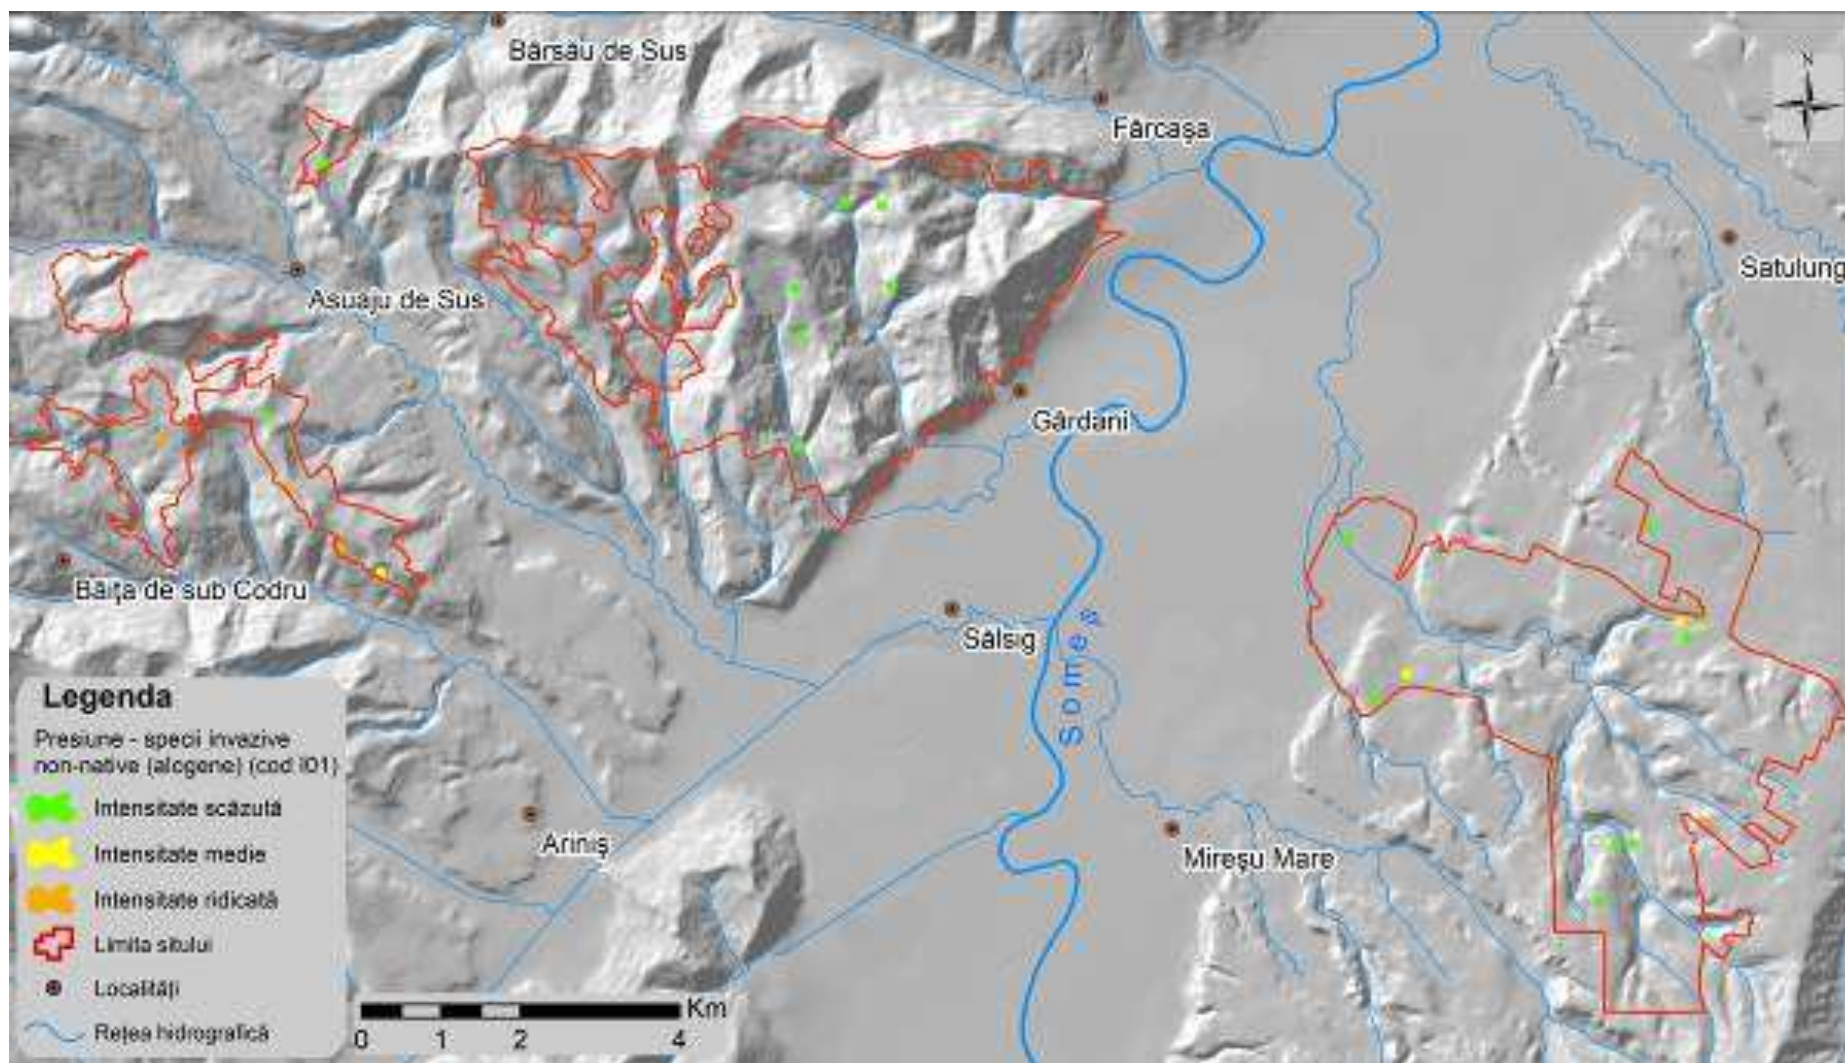 Bârsău de Sus
N
Fărcaşa
Satulung
Asuaju de Sus
Gârdani
Băiţa de sub Codru
Sălsig
Someş
Legenda
Presiune - specii invazive
non-native (alogene) (cod I01)
Intensitate scăzută
Intensitate medie
Intensitate ridicată
Limita sitului
Localităţi
Reţea hidrografică
Ariniş
Mireşu Mare
Km
0 1 2 4